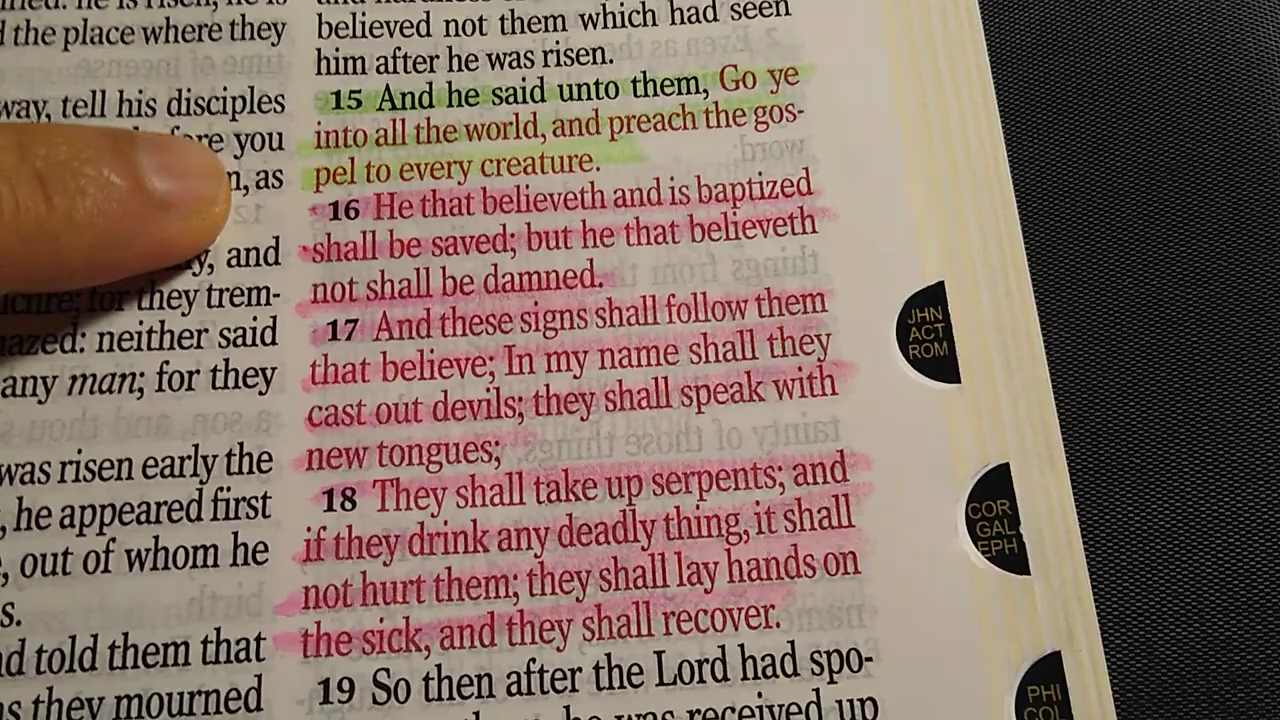 the place where they
way, tell his disciples
you
as
and
for they trem-
neither said
any man; for they
was risen early the
he appeared first
out of whom he
told them that
they mourned
believed not them which had seen
him after he was risen.
15 And he said unto them, Go ye
into all the world, and preach the gos-
pel to every creature.
16 He that believeth and is baptized
shall be saved; but he that believeth
not shall be damned.
17 And these signs shall follow them
that believe; In my name shall they
cast out devils; they shall speak with
new tongues;
18 They shall take up serpents; and
if they drink any deadly thing, it shall
not hurt them; they shall lay hands on
the sick, and they shall recover.
19 So then after the Lord had spo-
he was received up
JHN
ACT
ROM
COR
GAL
EPH
PHI
COL